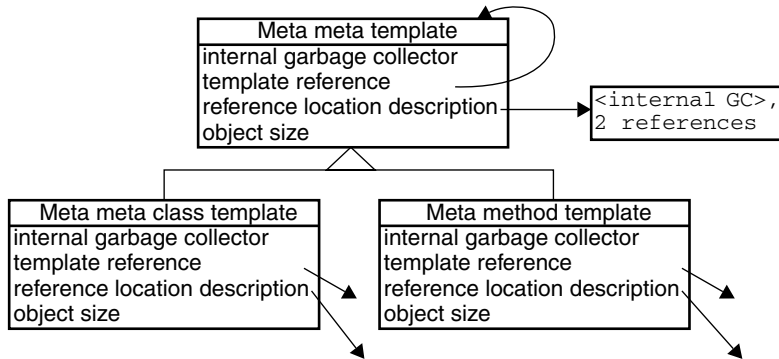 Meta meta template
internal garbage collector
template reference
reference location description
object size
<internal GC>,
2 references
Meta meta class template
internal garbage collector
template reference
reference location description
object size
Meta method template
internal garbage collector
template reference
reference location description
object size